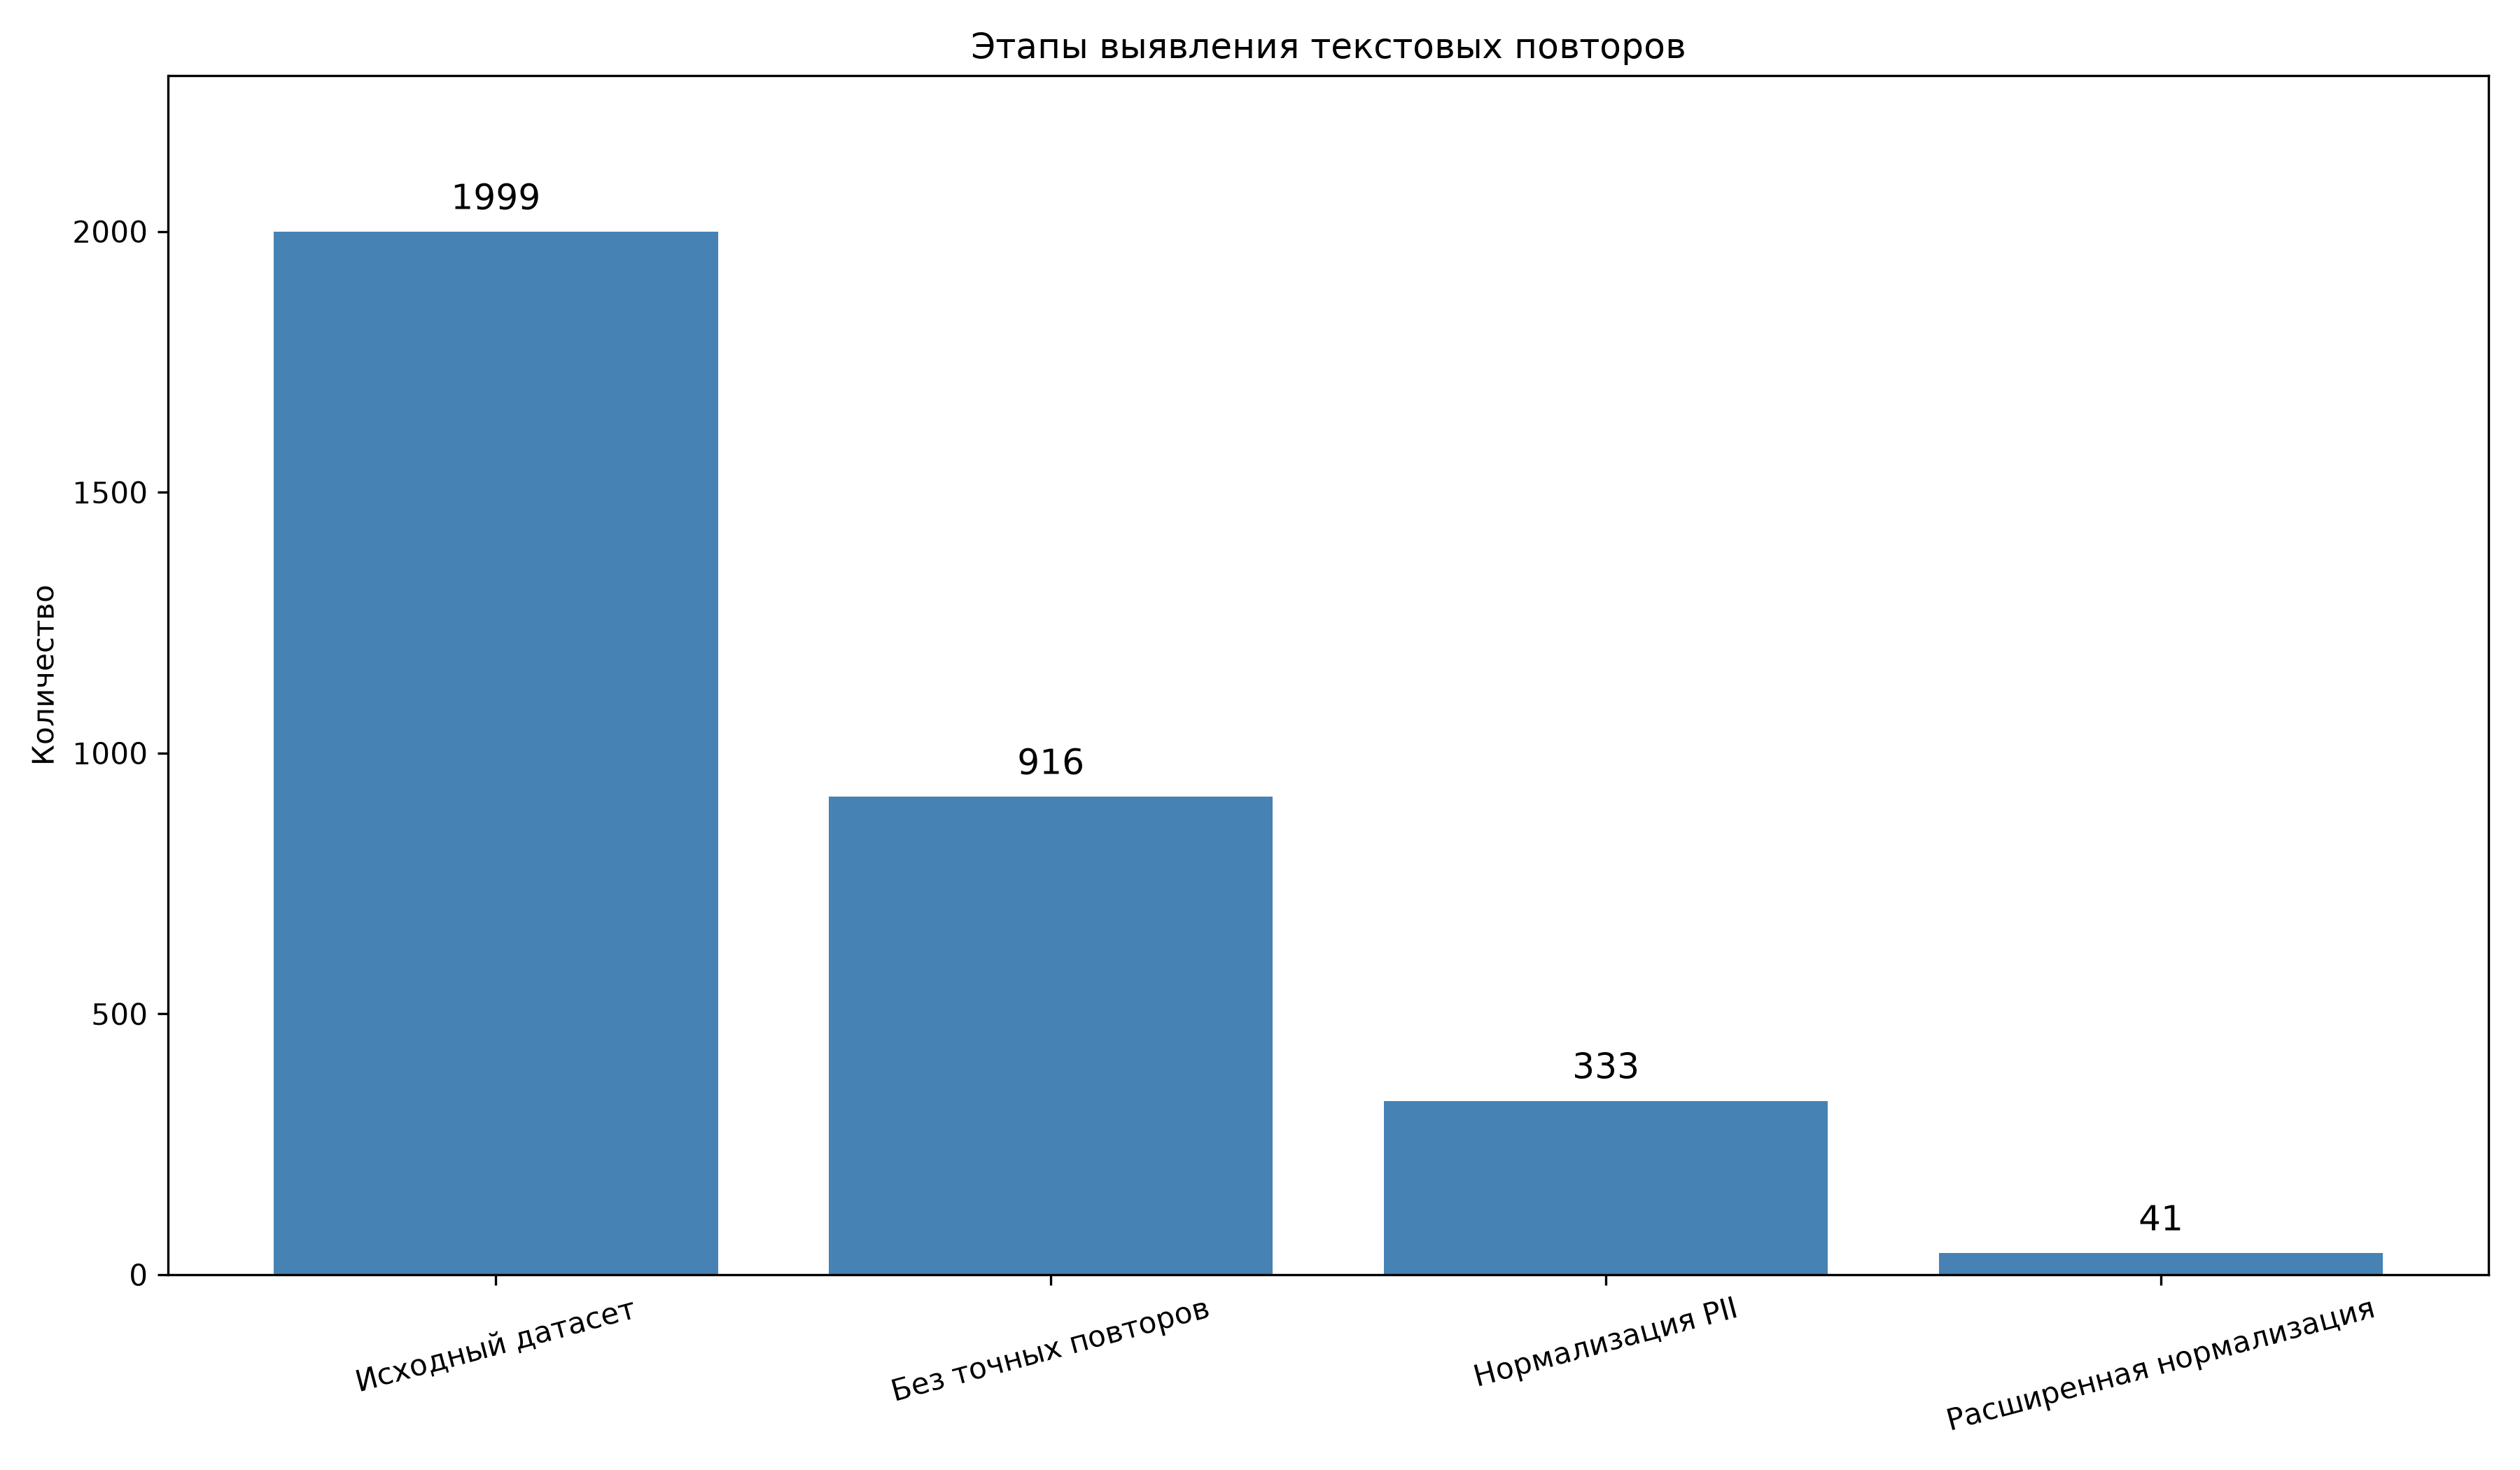 Этапы выявления текстовых повторов
Количество
2000
1500
1000
500
0
1999
916
333
41
Исходный датасет
Без точных повторов
Нормализация PII
Расширенная нормализация